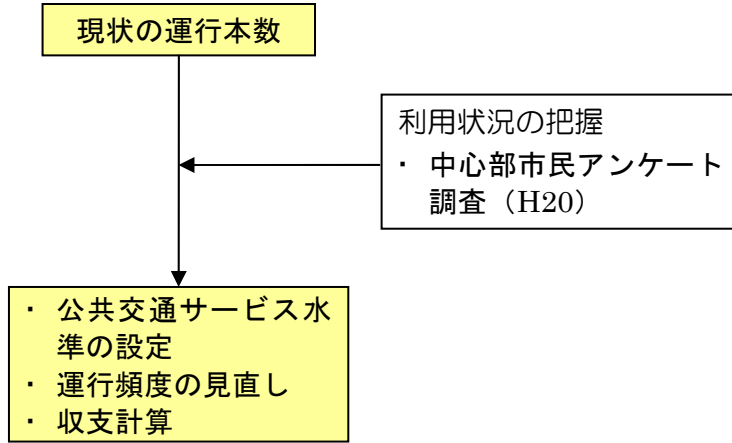 現状の運行本数
利用状況の把握
・ 中心部市民アンケート
調査（H20）
・ 公共交通サービス水
準の設定
・ 運行頻度の見直し
・ 収支計算